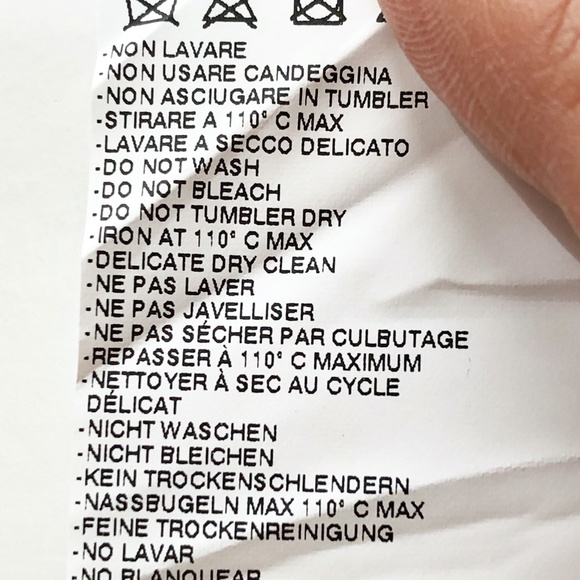 -NON LAVARE
-NON USARE CANDEGGINA
-NON ASCIUGARE IN TUMBLER
-STIRARE A 110° C MAX
-LAVARE A SECCO DELICATO
-DO NOT WASH
-DO NOT BLEACH
-DO NOT TUMBLER DRY
-IRON AT 110° C MAX
-DELICATE DRY CLEAN
-NE PAS LAVER
-NE PAS JAVELLISER
-NE PAS SÉCHER PAR CULBUTAGE
-REPASSER À 110° C MAXIMUM
-NETTOYER À SEC AU CYCLE
DÉLICAT
-NICHT WASCHEN
-NICHT BLEICHEN
-KEIN TROCKENSCHLENDERN
-NASSBUGELN MAX 110° C MAX
-FEINE TROCKENREINIGUNG
-NO LAVAR
-NO BLANQUEAR